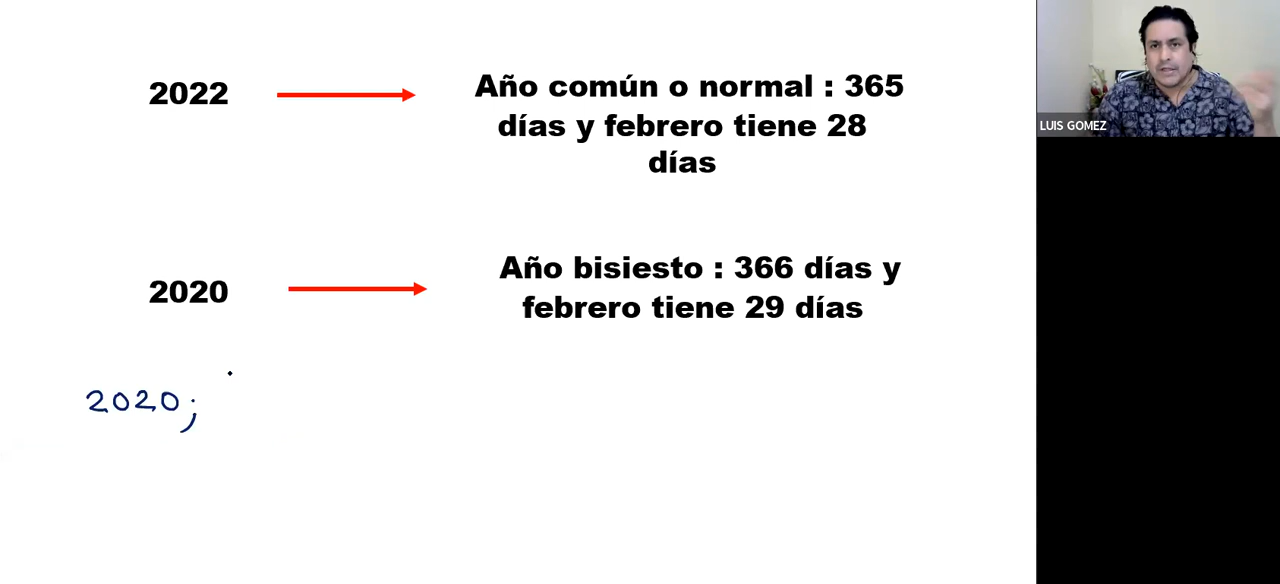 2022
Año común o normal : 365
días y febrero tiene 28
días
2020
Año bisiesto : 366 días y
febrero tiene 29 días
2020;
LUIS GOMEZ